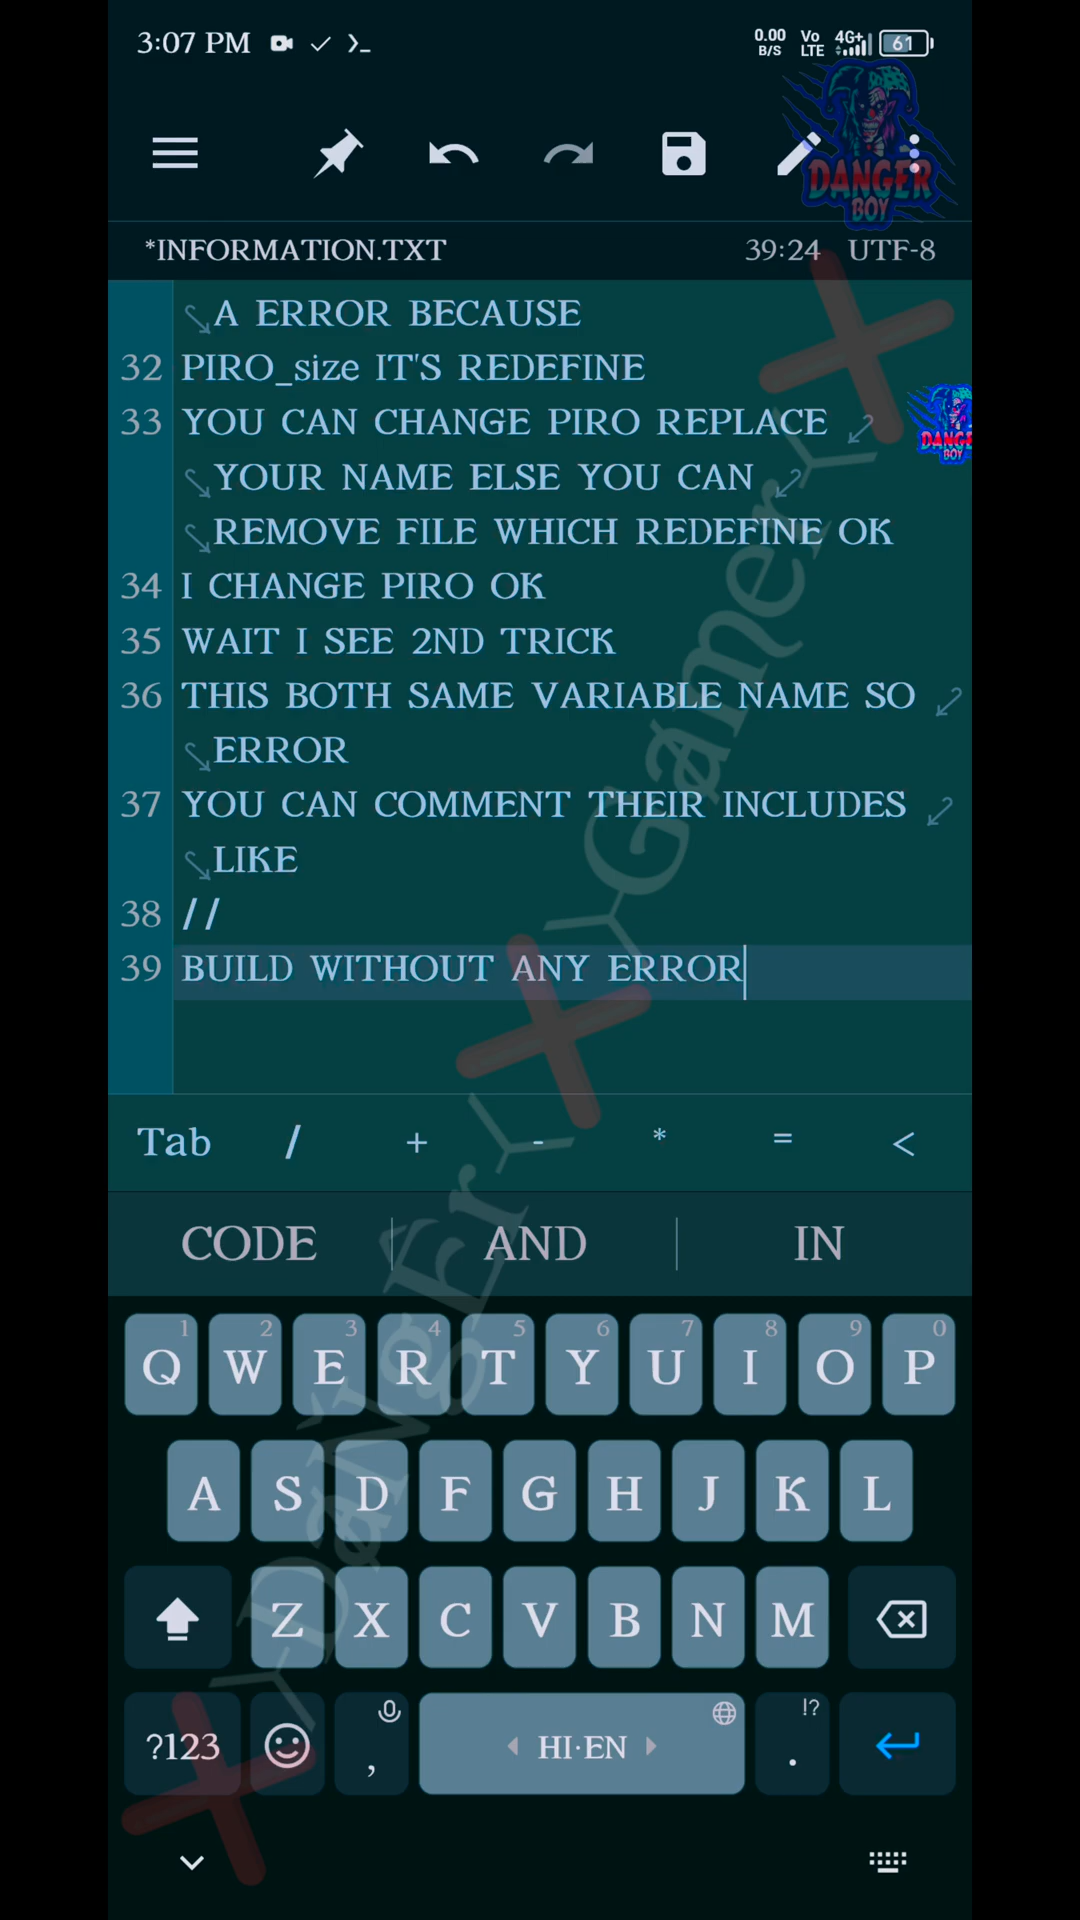 3:07 PM
0.00 B/S Vo LTE 4G+ 61
DANGER
BOY
*INFORMATION.TXT 39:24 UTF-8
A ERROR BECAUSE
32 PIRO_size IT'S REDEFINE
DANG
BOY
33 YOU CAN CHANGE PIRO REPLACE
YOUR NAME ELSE YOU CAN
REMOVE FILE WHICH REDEFINE OK
34 I CHANGE PIRO OK
35 WAIT I SEE 2ND TRICK
36 THIS BOTH SAME VARIABLE NAME SO
ERROR
37 YOU CAN COMMENT THEIR INCLUDES
LIKE
38 //
39 BUILD WITHOUT ANY ERROR
Tab / + - * = <
CODE AND IN
1 2 3 4 5 6 7 8 9 0
Q W E R T Y U I O P
A S D F G H J K L
Z X C V B N M
!?
?123 , HI·EN .